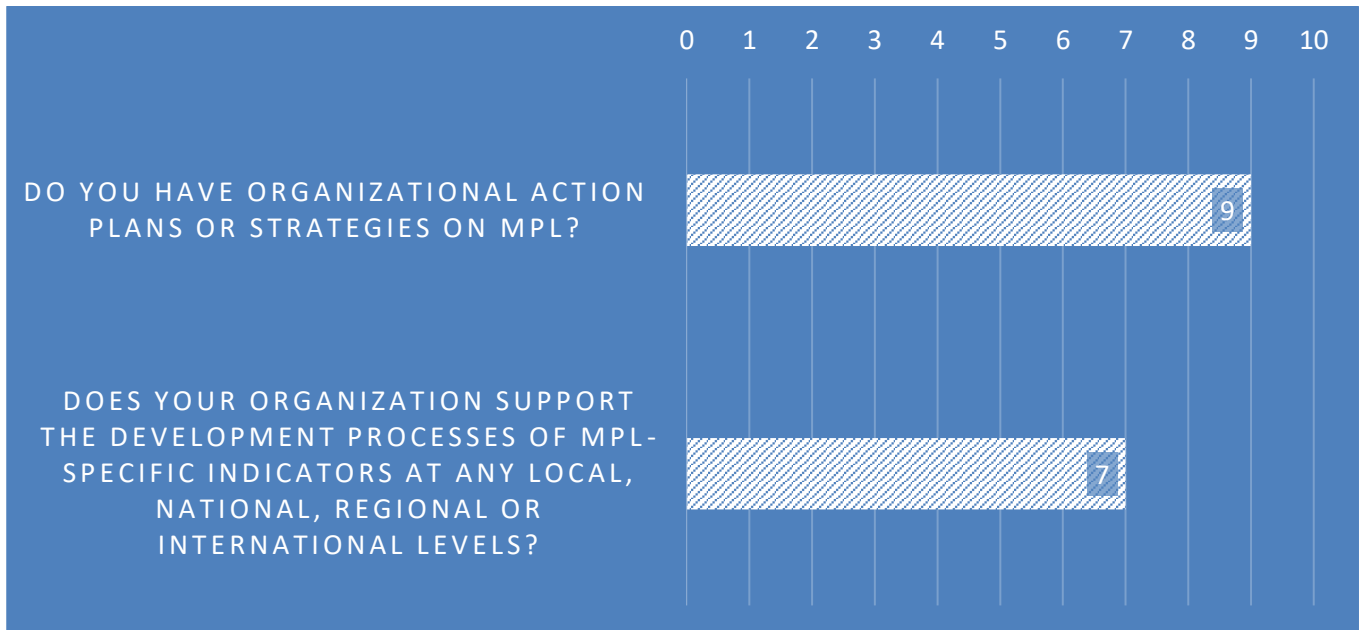 0 1 2 3 4 5 6 7 8 9 10
DO YOU HAVE ORGANIZATIONAL ACTION
PLANS OR STRATEGIES ON MPL?
9
DOES YOUR ORGANIZATION SUPPORT
THE DEVELOPMENT PROCESSES OF MPL-
SPECIFIC INDICATORS AT ANY LOCAL,
NATIONAL, REGIONAL OR
INTERNATIONAL LEVELS?
7